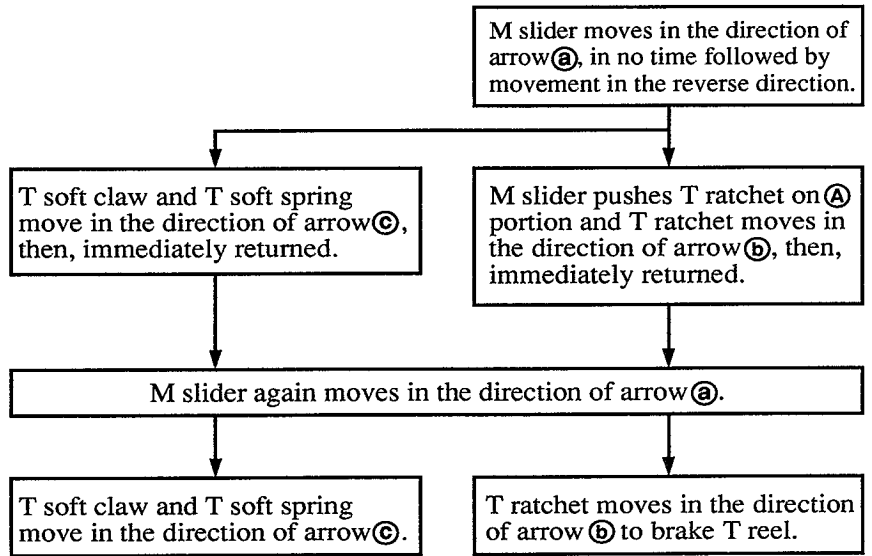 M slider moves in the direction of
arrowⓐ, in no time followed by
movement in the reverse direction.
T soft claw and T soft spring
move in the direction of arrowⓒ,
then, immediately returned.
M slider pushes T ratchet on Ⓐ
portion and T ratchet moves in
the direction of arrow ⓑ, then,
immediately returned.
M slider again moves in the direction of arrow ⓐ.
T soft claw and T soft spring
move in the direction of arrowⓒ.
T ratchet moves in the direction
of arrow ⓑ to brake T reel.